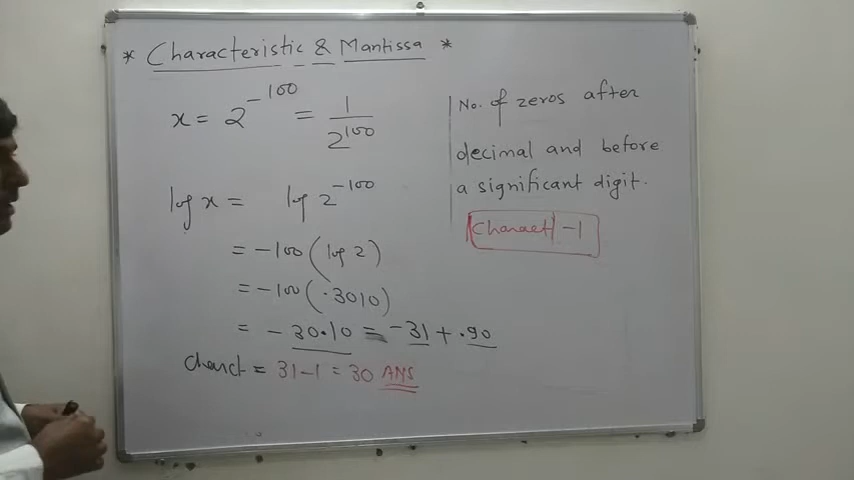 * Characteristic & Mantissa *
x = 2^-100 = 1/2^100
log x = log 2^-100
= -100 (log 2)
= -100 (.3010)
= -30.10 = -31 + .90
Charct = 31-1 = 30 ANS
No. of zeros after
decimal and before
a significant digit.
|Charact| -1